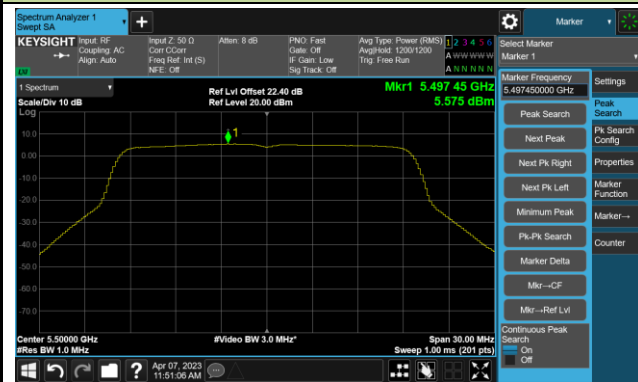 Spectrum Analyzer 1
Swept SA
Marker
KEYSIGHT
Input: RF
Coupling: AC
Align: Auto
Input Z: 50 Ω
Corr CCorr
Freq Ref: Int (S)
NFE: Off
Atten: 8 dB
PNO: Fast
Gate: Off
IF Gain: Low
Sig Track: Off
Avg Type: Power (RMS)
Avg|Hold: 1200/1200
Trig: Free Run
1 2 3 4 5 6
A W W W W W
A N N N N N
LV
Select Marker
Marker 1
1 Spectrum
Scale/Div 10 dB
Log
Ref Lvl Offset 22.40 dB
Ref Level 20.00 dBm
Mkr1 5.497 45 GHz
5.575 dBm
1
10.0
0.00
-10.0
-20.0
-30.0
-40.0
-50.0
-60.0
-70.0
Center 5.50000 GHz
#Res BW 1.0 MHz
#Video BW 3.0 MHz*
Span 30.00 MHz
Sweep 1.00 ms (201 pts)
Marker Frequency
5.497450000 GHz
Peak Search
Next Peak
Next Pk Right
Next Pk Left
Minimum Peak
Pk-Pk Search
Marker Delta
Mkr→CF
Mkr→Ref Lvl
Continuous Peak
Search
On
Off
Settings
Peak
Search
Pk Search
Config
Properties
Marker
Function
Marker→
Counter
?
Apr 07, 2023
11:51:06 AM